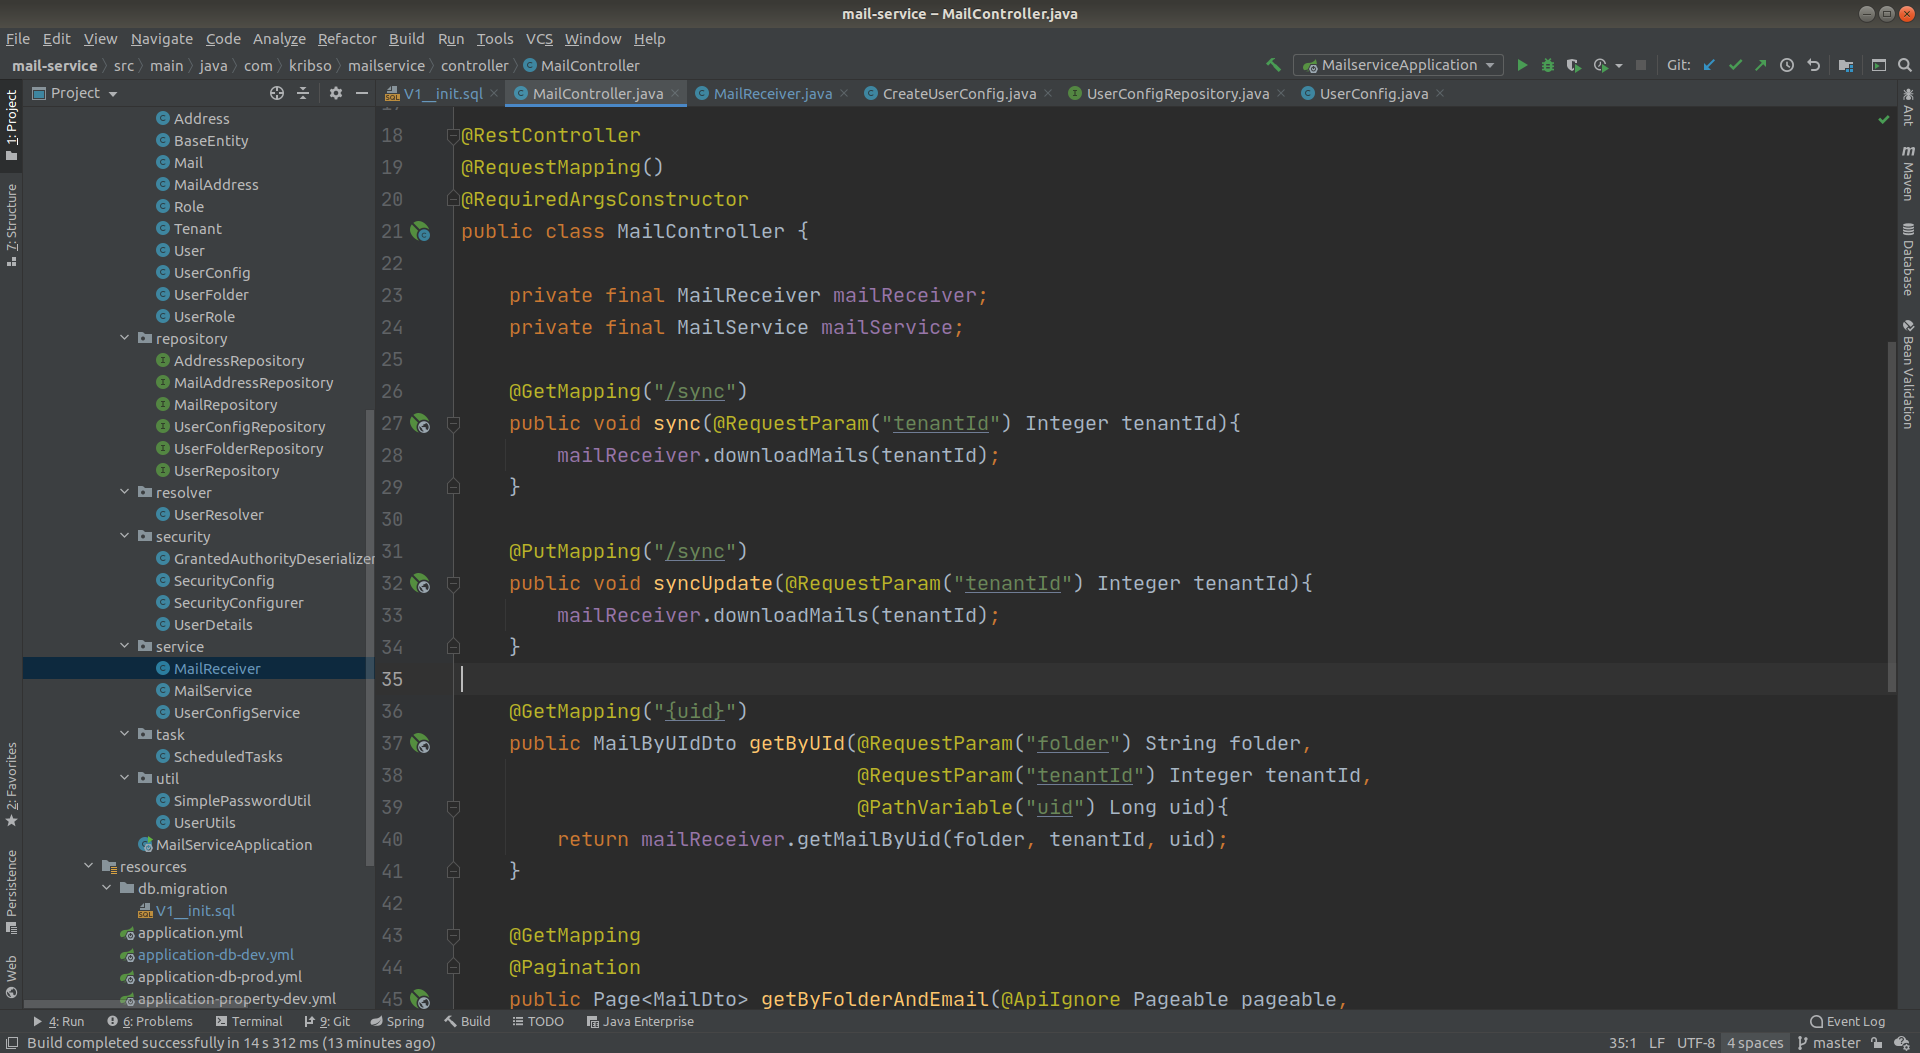 mail-service – MailController.java
File Edit View Navigate Code Analyze Refactor Build Run Tools VCS Window Help
mail-service src main java com kribso mailservice controller MailController
MailserviceApplication
Git:
Project
V1__init.sql
MailController.java
MailReceiver.java
CreateUserConfig.java
UserConfigRepository.java
UserConfig.java
1: Project
7: Structure
2: Favorites
Persistence
Web
Address
BaseEntity
Mail
MailAddress
Role
Tenant
User
UserConfig
UserFolder
UserRole
repository
AddressRepository
MailAddressRepository
MailRepository
UserConfigRepository
UserFolderRepository
UserRepository
resolver
UserResolver
security
GrantedAuthorityDeserializer
SecurityConfig
SecurityConfigurer
UserDetails
service
MailReceiver
MailService
UserConfigService
task
ScheduledTasks
util
SimplePasswordUtil
UserUtils
MailServiceApplication
resources
db.migration
V1__init.sql
application.yml
application-db-dev.yml
application-db-prod.yml
application-property-dev.yml
18 @RestController
19 @RequestMapping()
20 @RequiredArgsConstructor
21 public class MailController {
22
23 private final MailReceiver mailReceiver;
24 private final MailService mailService;
25
26 @GetMapping("/sync")
27 public void sync(@RequestParam("tenantId") Integer tenantId){
28 mailReceiver.downloadMails(tenantId);
29 }
30
31 @PutMapping("/sync")
32 public void syncUpdate(@RequestParam("tenantId") Integer tenantId){
33 mailReceiver.downloadMails(tenantId);
34 }
35
36 @GetMapping("{uid}")
37 public MailByUIdDto getByUId(@RequestParam("folder") String folder,
38 @RequestParam("tenantId") Integer tenantId,
39 @PathVariable("uid") Long uid){
40 return mailReceiver.getMailByUid(folder, tenantId, uid);
41 }
42
43 @GetMapping
44 @Pagination
45 public Page<MailDto> getByFolderAndEmail(@ApiIgnore Pageable pageable,
Ant
Maven
Database
Bean Validation
4: Run 6: Problems Terminal 9: Git Spring Build TODO Java Enterprise Event Log
Build completed successfully in 14 s 312 ms (13 minutes ago) 35:1 LF UTF-8 4 spaces master